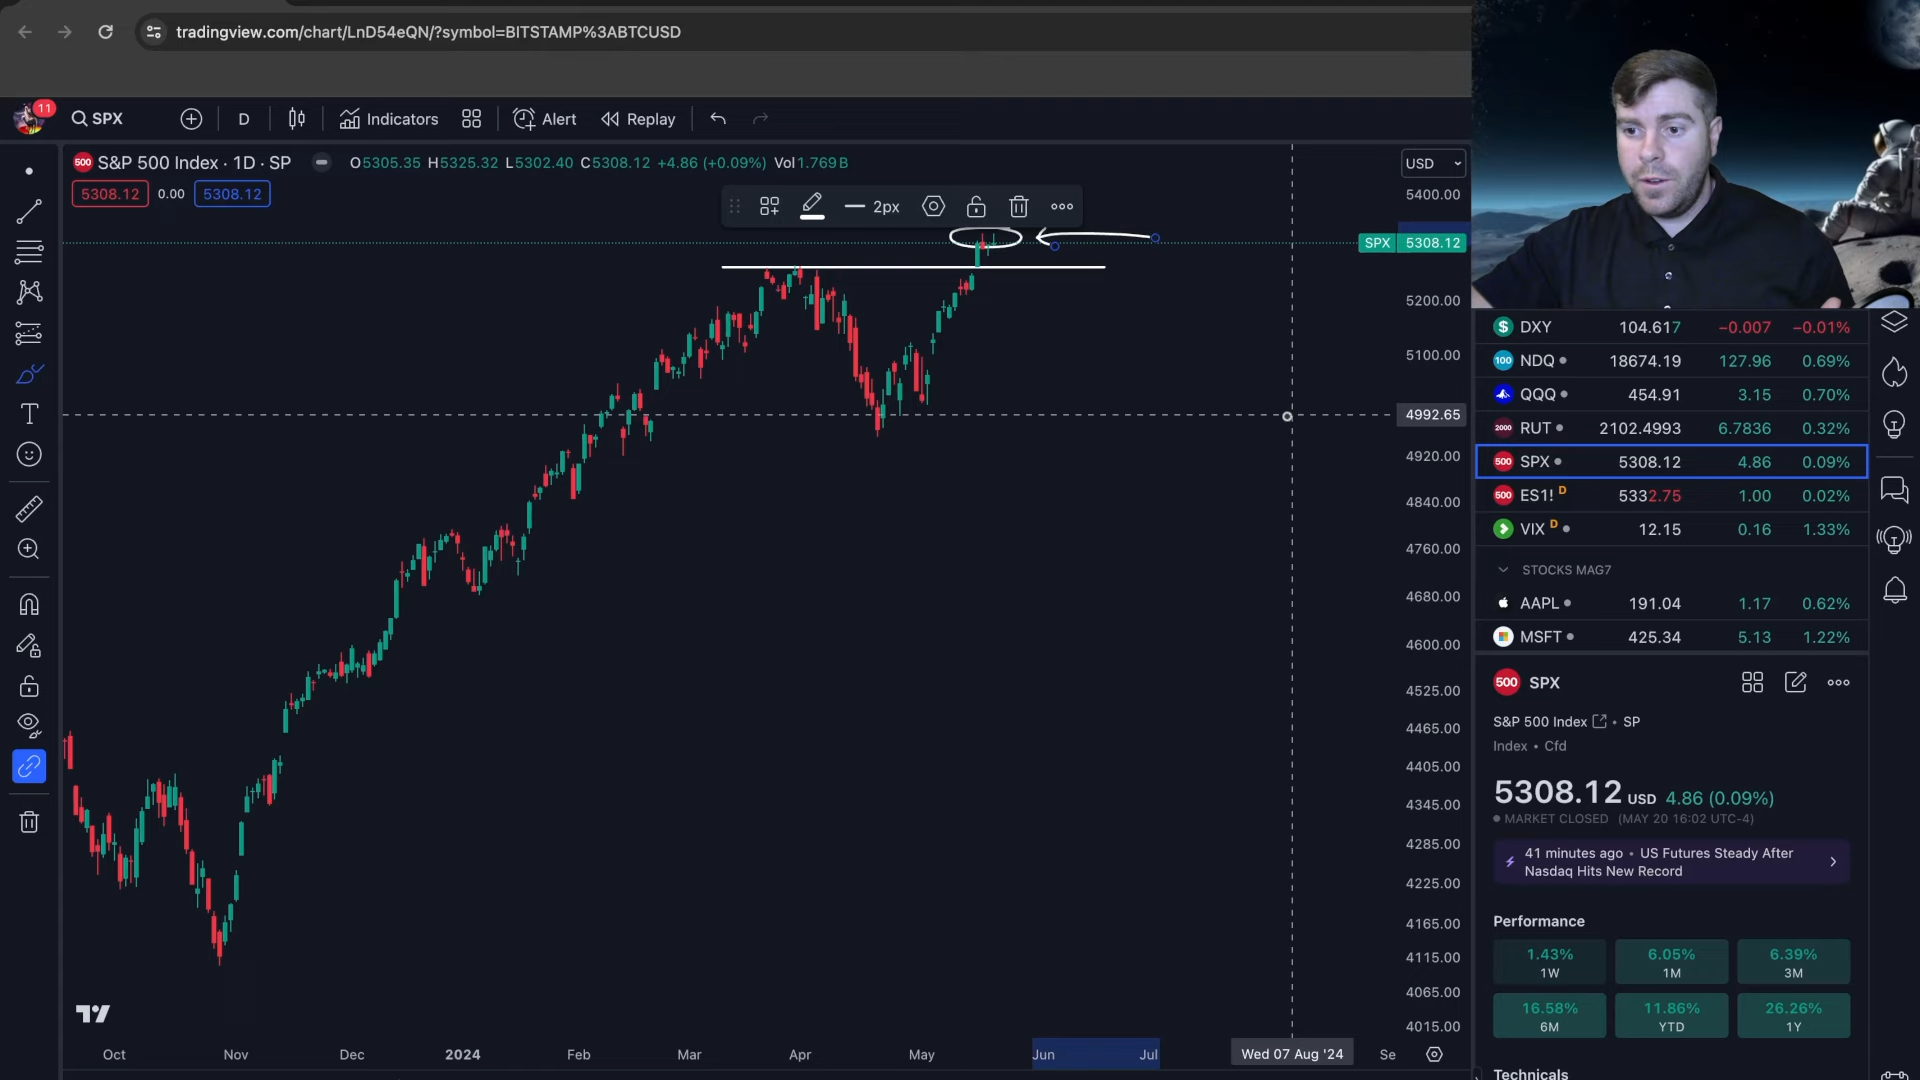 tradingview.com/chart/LnD54eQN/?symbol=BITSTAMP%3ABTCUSD
11
SPX
D
Indicators
Alert
Replay
500 S&P 500 Index · 1D · SP
O5305.35 H5325.32 L5302.40 C5308.12 +4.86 (+0.09%) Vol1.769B
USD
5308.12 0.00 5308.12
2px
5400.00
SPX 5308.12
5200.00
5100.00
4992.65
4920.00
4840.00
4760.00
4680.00
4600.00
4525.00
4465.00
4405.00
4345.00
4285.00
4225.00
4165.00
4115.00
4065.00
4015.00
Oct Nov Dec 2024 Feb Mar Apr May Jun Jul Wed 07 Aug '24 Se
DXY 104.617 −0.007 −0.01%
100 NDQ 18674.19 127.96 0.69%
QQQ 454.91 3.15 0.70%
2000 RUT 2102.4993 6.7836 0.32%
500 SPX 5308.12 4.86 0.09%
500 ES1! D 5332.75 1.00 0.02%
VIX D 12.15 0.16 1.33%
STOCKS MAG7
AAPL 191.04 1.17 0.62%
MSFT 425.34 5.13 1.22%
500 SPX
S&P 500 Index • SP
Index • Cfd
5308.12 USD 4.86 (0.09%)
MARKET CLOSED (MAY 20 16:02 UTC-4)
41 minutes ago • US Futures Steady After
Nasdaq Hits New Record
Performance
1.43% 6.05% 6.39%
1W 1M 3M
16.58% 11.86% 26.26%
6M YTD 1Y
Technicals